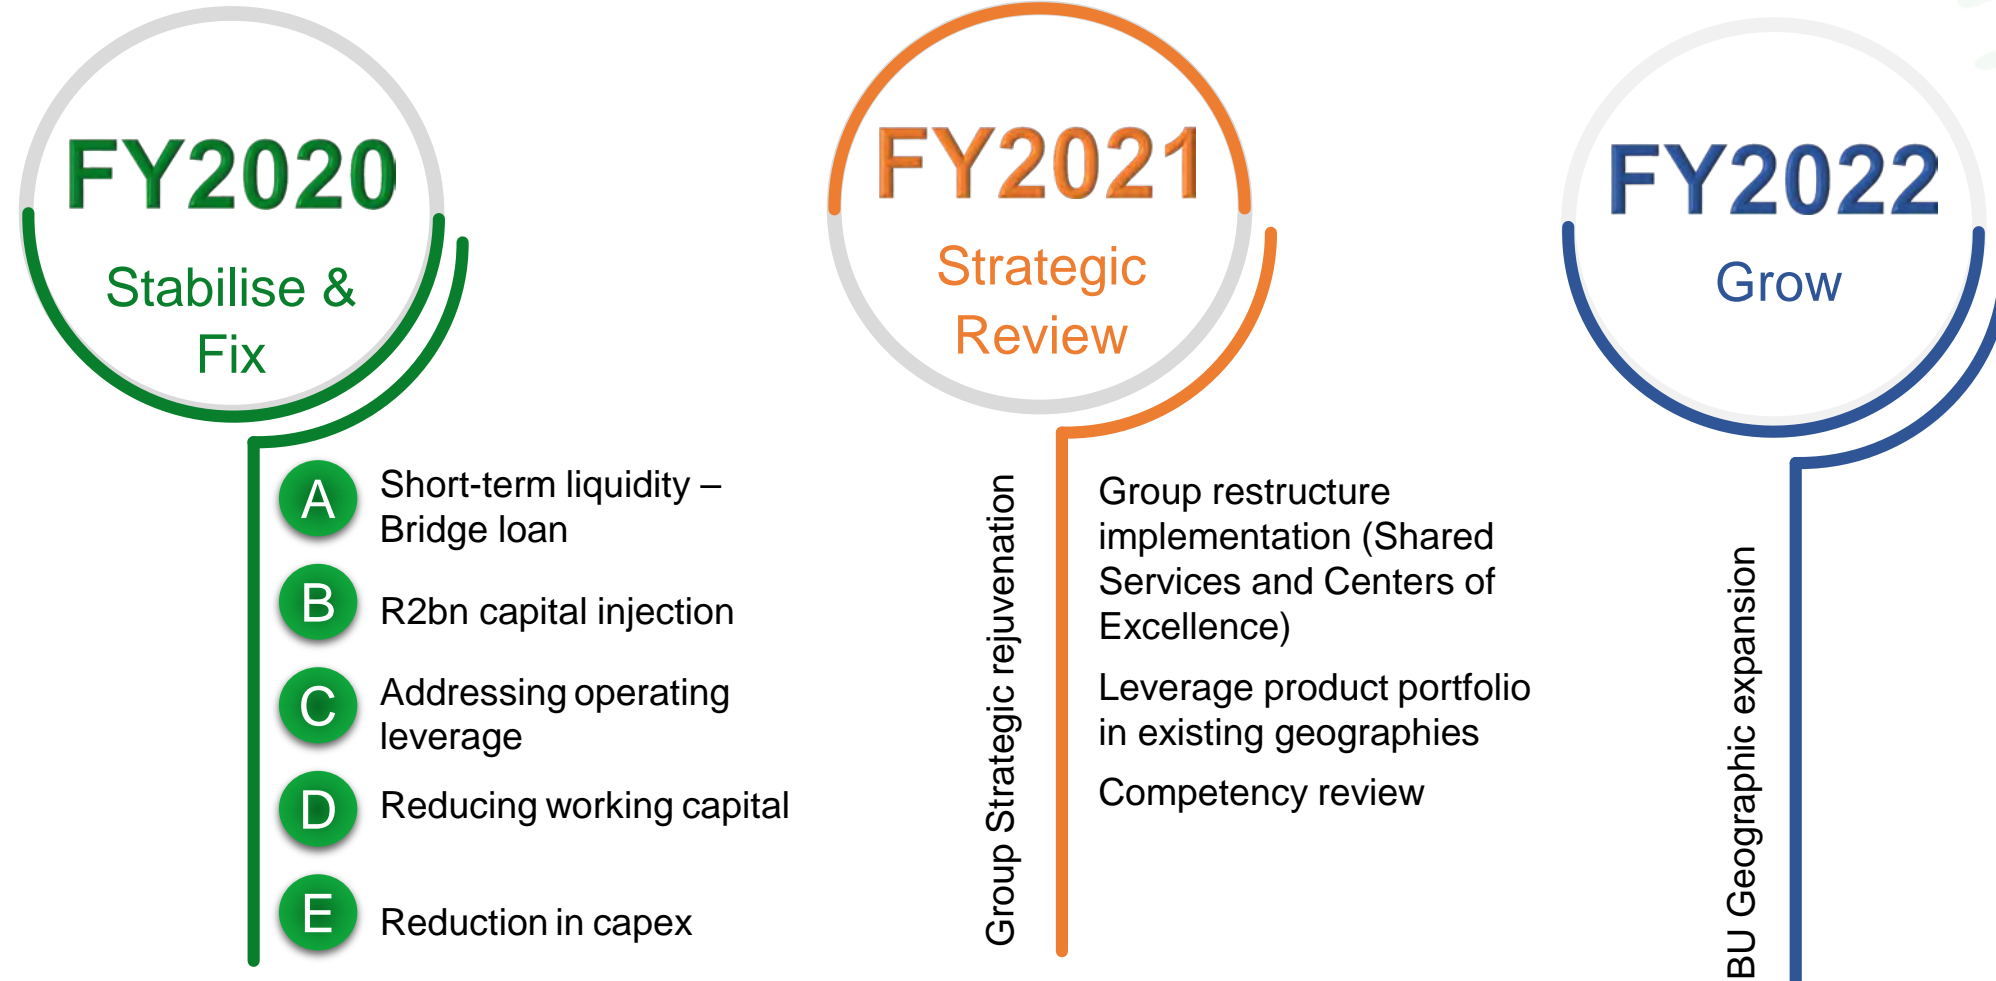 FY2020
Stabilise &
Fix
A
Short-term liquidity –
Bridge loan
B
R2bn capital injection
C
Addressing operating
leverage
D
Reducing working capital
E
Reduction in capex
FY2021
Strategic
Review
Group Strategic rejuvenation
Group restructure
implementation (Shared
Services and Centers of
Excellence)
Leverage product portfolio
in existing geographies
Competency review
FY2022
Grow
BU Geographic expansion